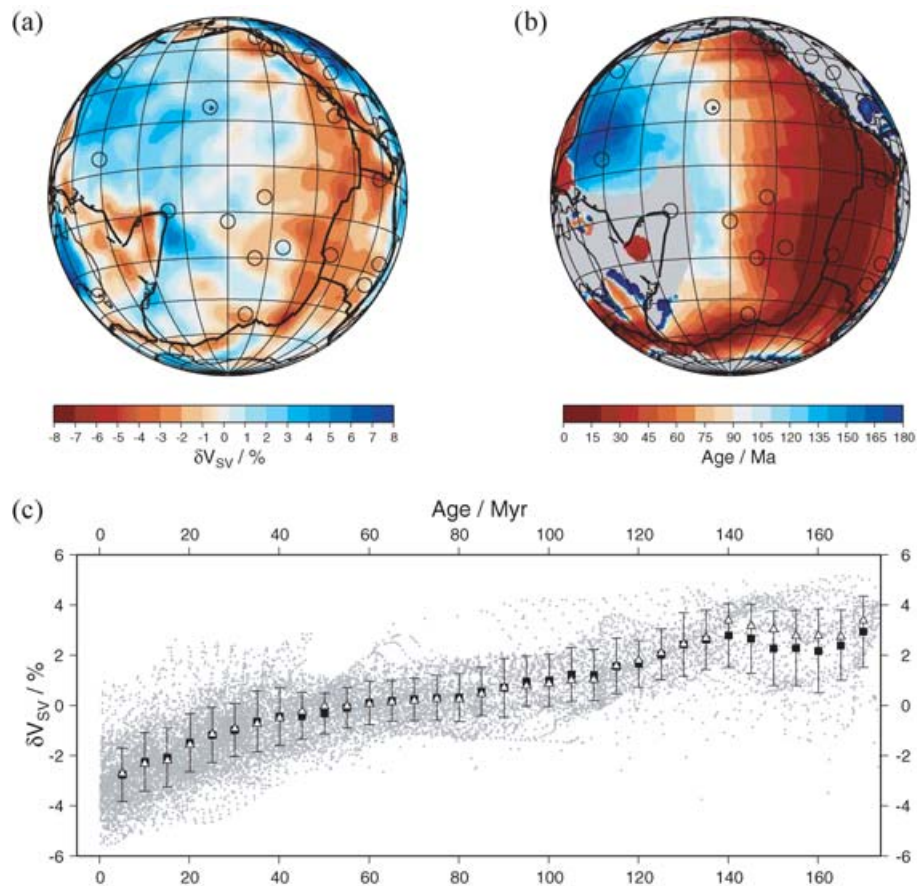 (a)
(b)
-8 -7 -6 -5 -4 -3 -2 -1 0 1 2 3 4 5 6 7 8
δV_SV / %
0 15 30 45 60 75 90 105 120 135 150 165 180
Age / Ma
(c)
Age / Myr
0 20 40 60 80 100 120 140 160
6 6
4 4
2 2
0 0
-2 -2
-4 -4
-6 -6
δV_SV / %
0 20 40 60 80 100 120 140 160